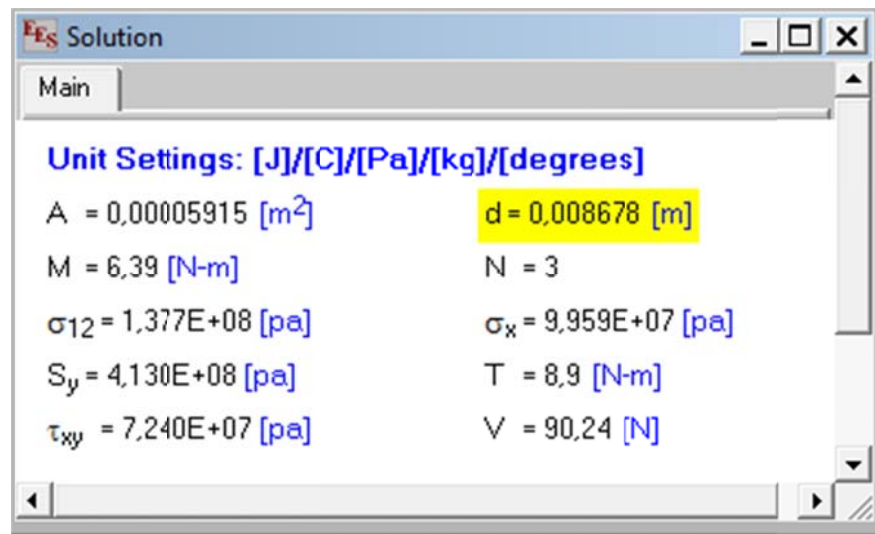 EES Solution
Main
Unit Settings: [J]/[C]/[Pa]/[kg]/[degrees]
A = 0,00005915 [m²] d = 0,008678 [m]
M = 6,39 [N-m] N = 3
σ12 = 1,377E+08 [pa] σx = 9,959E+07 [pa]
Sy = 4,130E+08 [pa] T = 8,9 [N-m]
τxy = 7,240E+07 [pa] V = 90,24 [N]